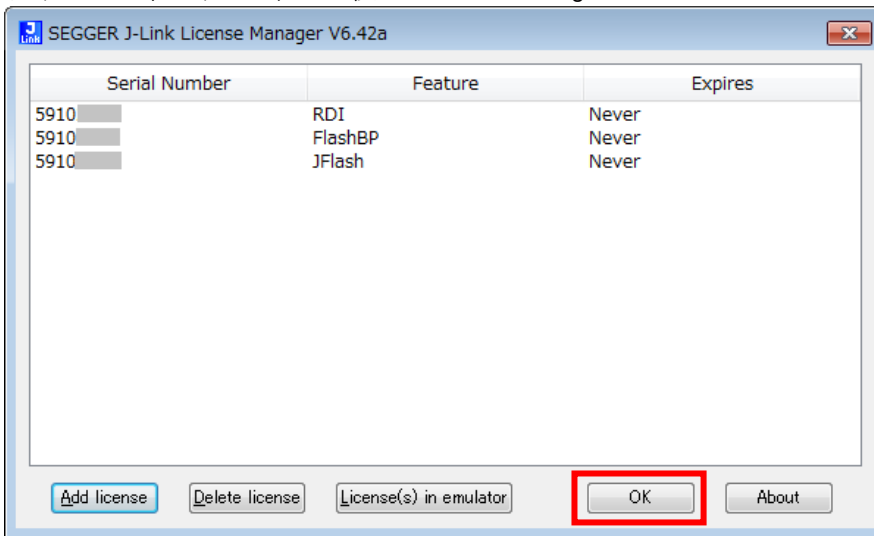 SEGGER J-Link License Manager V6.42a
Serial Number Feature Expires
5910 RDI Never
5910 FlashBP Never
5910 JFlash Never
Add license Delete license License(s) in emulator OK About